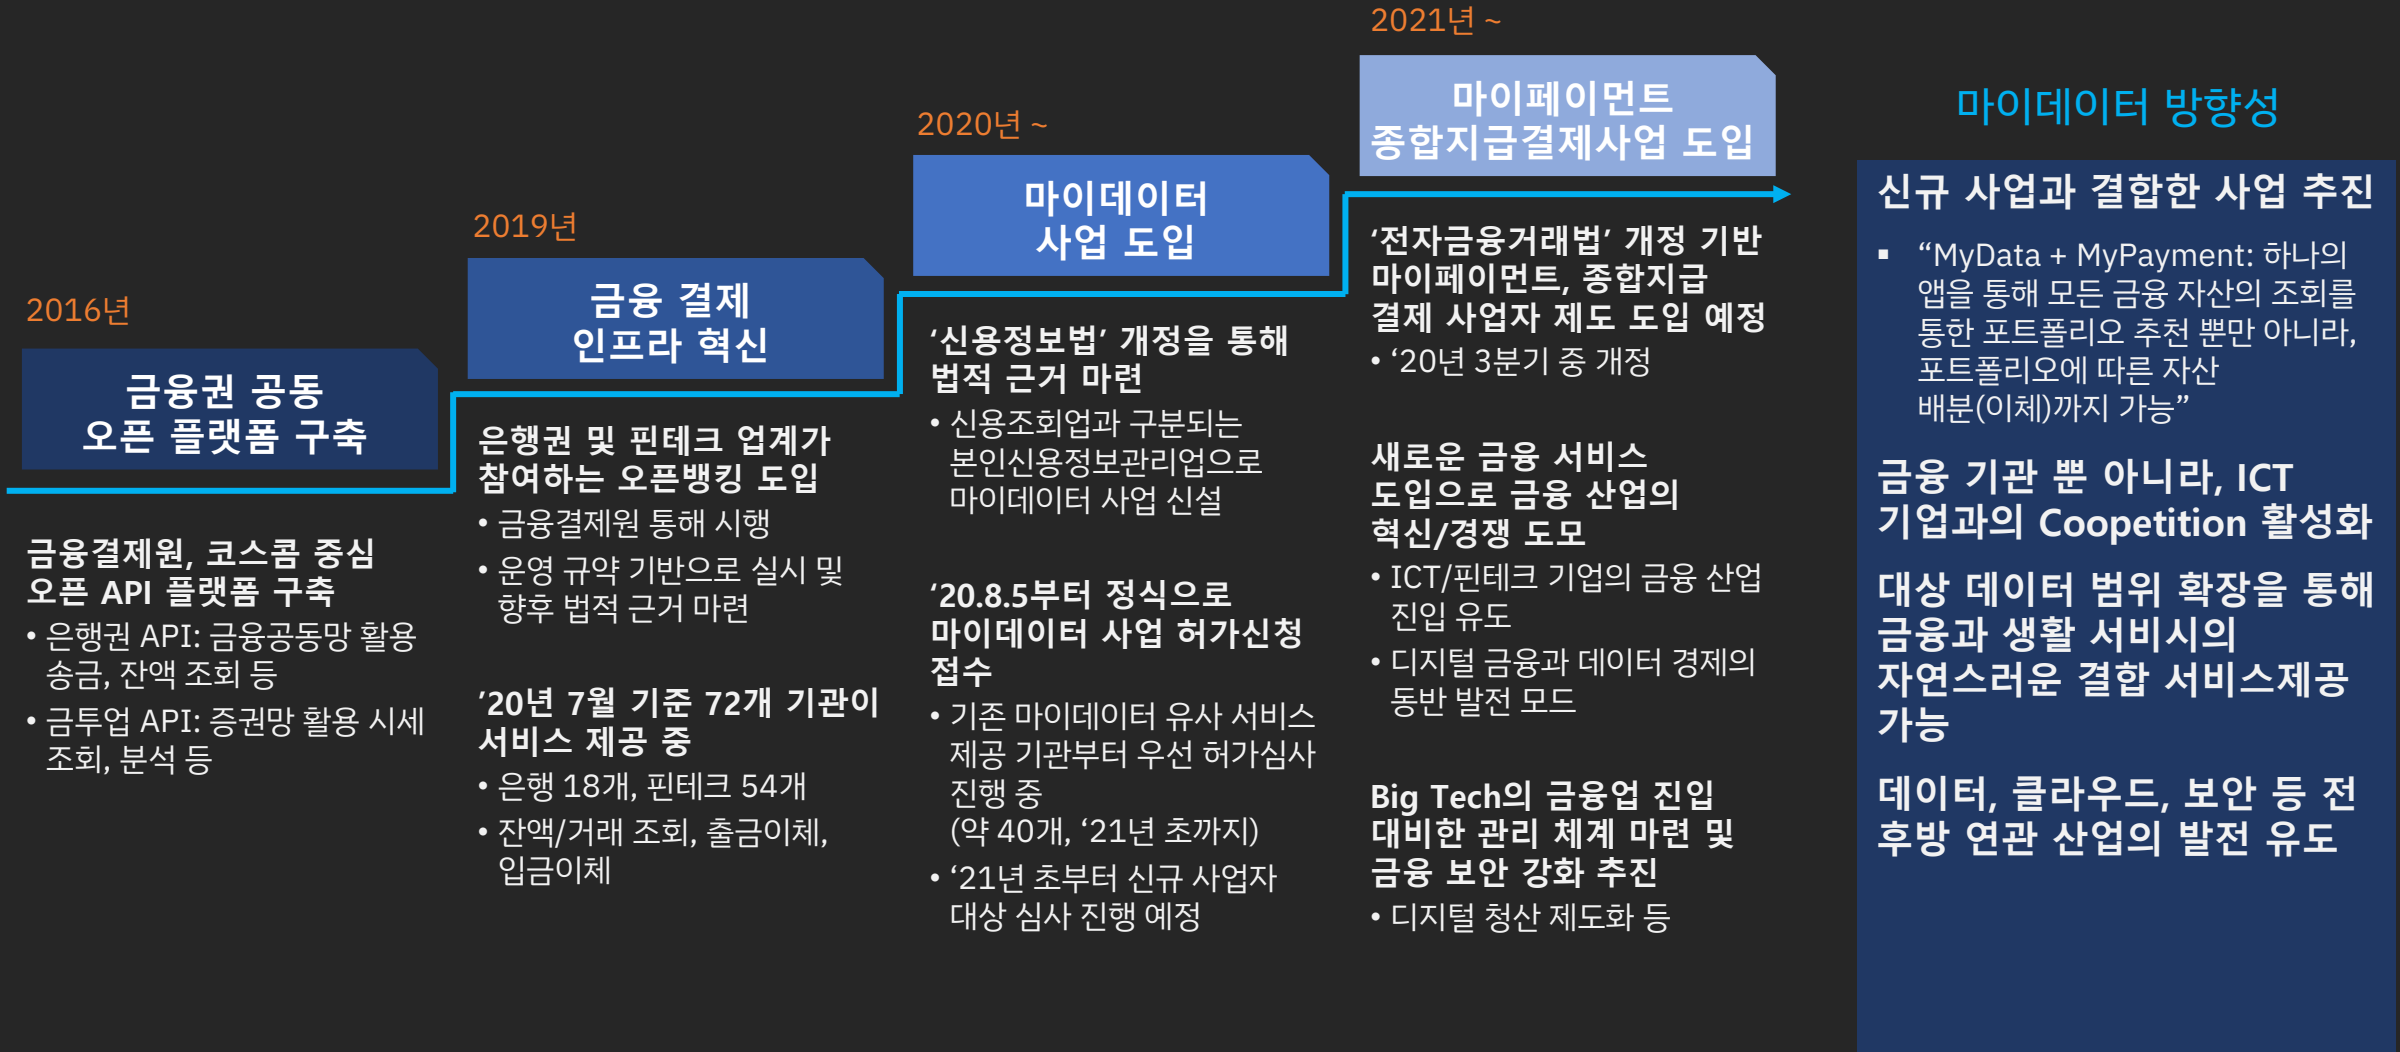 2016년
금융권 공동
오픈 플랫폼 구축
금융결제원, 코스콤 중심
오픈 API 플랫폼 구축
• 은행권 API: 금융공동망 활용
송금, 잔액 조회 등
• 금투업 API: 증권망 활용 시세
조회, 분석 등
2019년
금융 결제
인프라 혁신
은행권 및 핀테크 업계가
참여하는 오픈뱅킹 도입
• 금융결제원 통해 시행
• 운영 규약 기반으로 실시 및
향후 법적 근거 마련
’20년 7월 기준 72개 기관이
서비스 제공 중
• 은행 18개, 핀테크 54개
• 잔액/거래 조회, 출금이체,
입금이체
2020년 ~
마이데이터
사업 도입
‘신용정보법’ 개정을 통해
법적 근거 마련
• 신용조회업과 구분되는
본인신용정보관리업으로
마이데이터 사업 신설
‘20.8.5부터 정식으로
마이데이터 사업 허가신청
접수
• 기존 마이데이터 유사 서비스
제공 기관부터 우선 허가심사
진행 중
(약 40개, ‘21년 초까지)
• ‘21년 초부터 신규 사업자
대상 심사 진행 예정
2021년 ~
마이페이먼트
종합지급결제사업 도입
‘전자금융거래법’ 개정 기반
마이페이먼트, 종합지급
결제 사업자 제도 도입 예정
• ‘20년 3분기 중 개정
새로운 금융 서비스
도입으로 금융 산업의
혁신/경쟁 도모
• ICT/핀테크 기업의 금융 산업
진입 유도
• 디지털 금융과 데이터 경제의
동반 발전 모드
Big Tech의 금융업 진입
대비한 관리 체계 마련 및
금융 보안 강화 추진
• 디지털 청산 제도화 등
마이데이터 방향성
신규 사업과 결합한 사업 추진
▪ “MyData + MyPayment: 하나의
앱을 통해 모든 금융 자산의 조회를
통한 포트폴리오 추천 뿐만 아니라,
포트폴리오에 따른 자산
배분(이체)까지 가능”
금융 기관 뿐 아니라, ICT
기업과의 Coopetition 활성화
대상 데이터 범위 확장을 통해
금융과 생활 서비시의
자연스러운 결합 서비스제공
가능
데이터, 클라우드, 보안 등 전
후방 연관 산업의 발전 유도